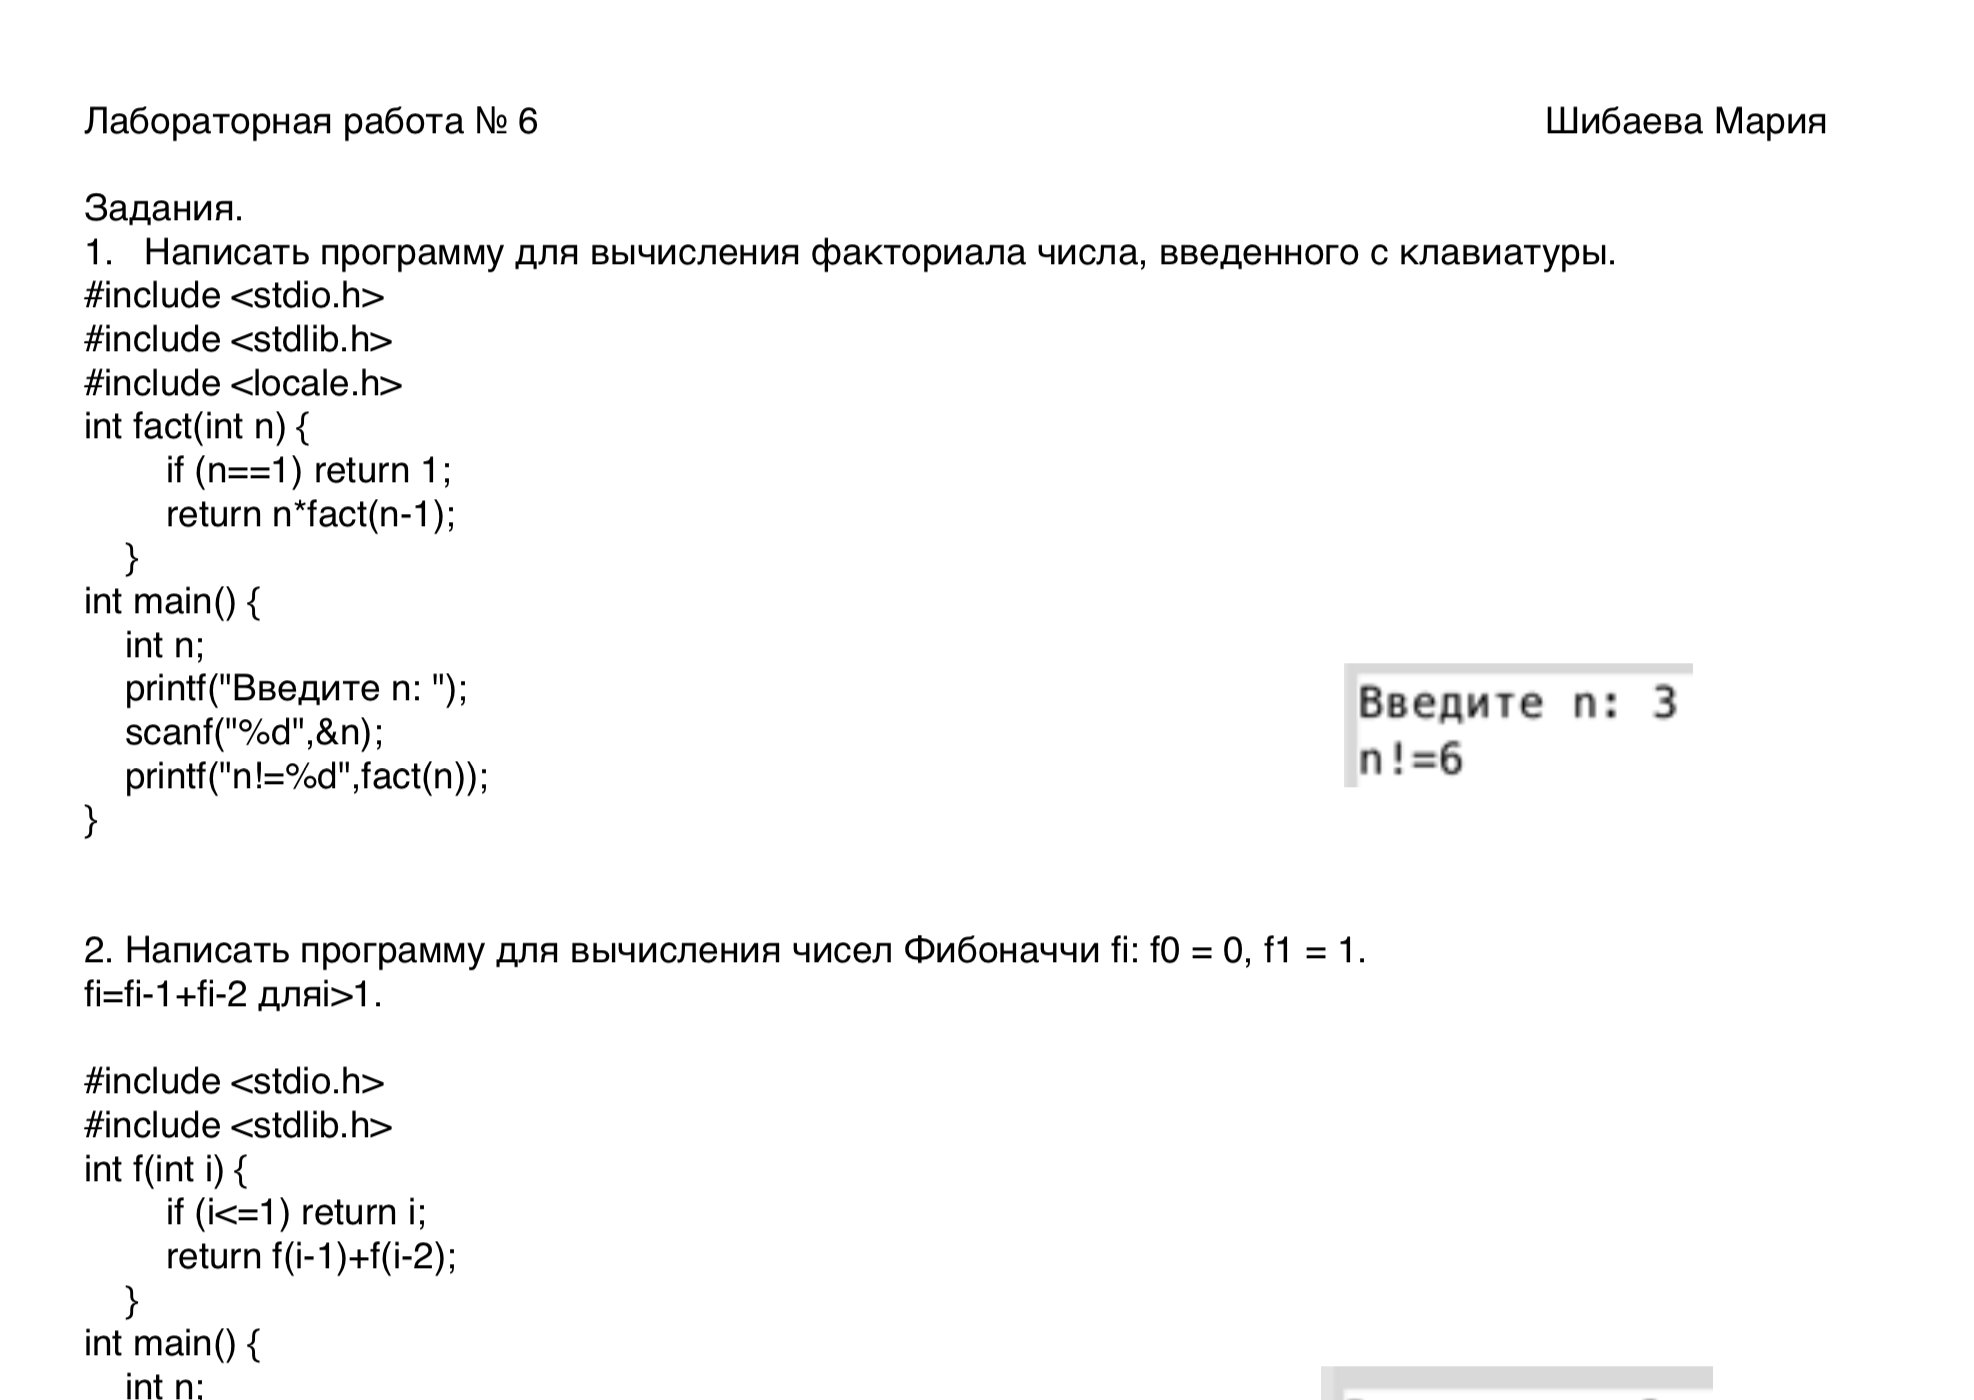 Лабораторная работа № 6 Шибаева Мария
Задания.
1. Написать программу для вычисления факториала числа, введенного с клавиатуры.
#include <stdio.h>
#include <stdlib.h>
#include <locale.h>
int fact(int n) {
if (n==1) return 1;
return n*fact(n-1);
}
int main() {
int n;
printf("Введите n: ");
scanf("%d",&n);
printf("n!=%d",fact(n));
}
Введите n: 3
n!=6
2. Написать программу для вычисления чисел Фибоначчи fi: f0 = 0, f1 = 1.
fi=fi-1+fi-2 дляi>1.
#include <stdio.h>
#include <stdlib.h>
int f(int i) {
if (i<=1) return i;
return f(i-1)+f(i-2);
}
int main() {
int n;